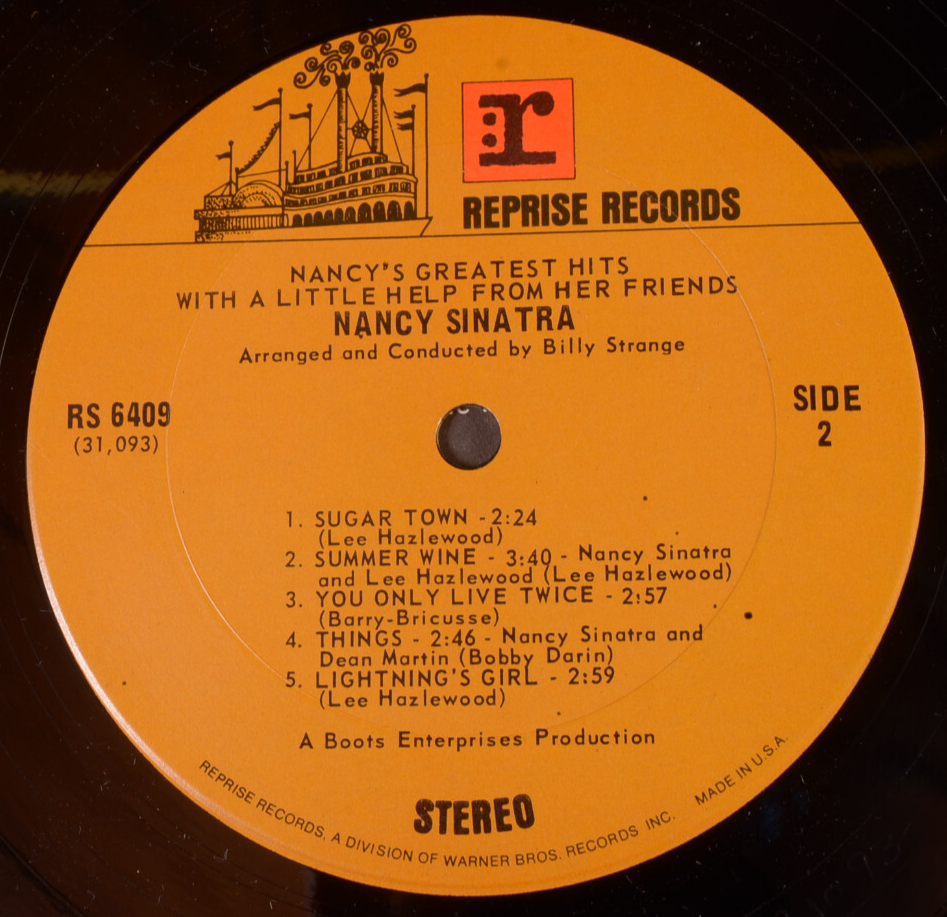 r:
REPRISE RECORDS
NANCY'S GREATEST HITS
WITH A LITTLE HELP FROM HER FRIENDS
NANCY SINATRA
Arranged and Conducted by Billy Strange
RS 6409
(31,093)
SIDE
2
1. SUGAR TOWN - 2:24
(Lee Hazlewood)
2. SUMMER WINE - 3:40 - Nancy Sinatra
and Lee Hazlewood (Lee Hazlewood)
3. YOU ONLY LIVE TWICE - 2:57
(Barry-Bricusse)
4. THINGS - 2:46 - Nancy Sinatra and
Dean Martin (Bobby Darin)
5. LIGHTNING'S GIRL - 2:59
(Lee Hazlewood)
A Boots Enterprises Production
STEREO
REPRISE RECORDS, A DIVISION OF WARNER BROS. RECORDS INC. MADE IN U.S.A.